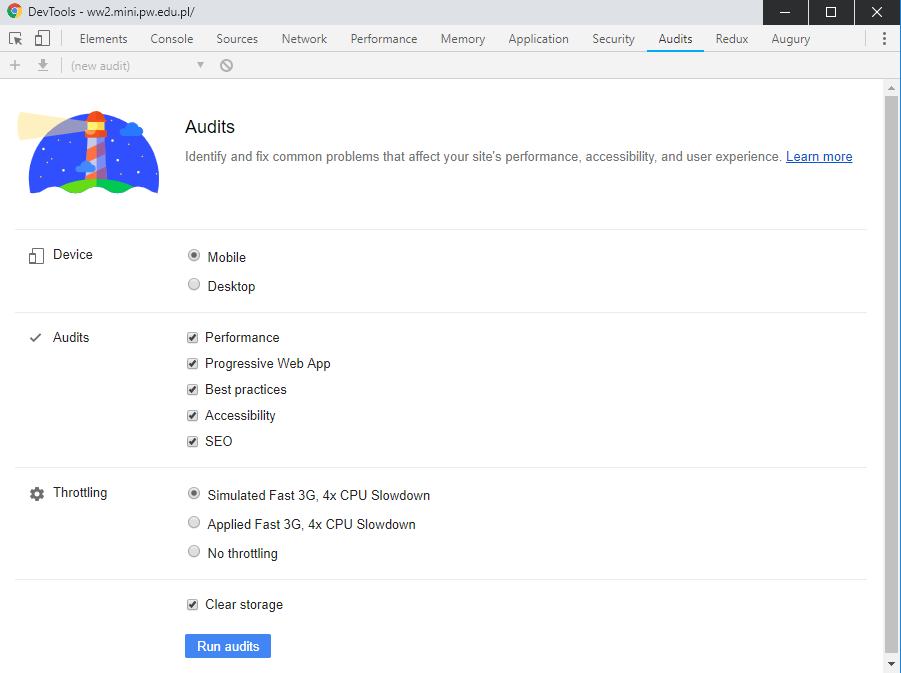 DevTools - ww2.mini.pw.edu.pl/
Elements Console Sources Network Performance Memory Application Security Audits Redux Augury
(new audit)
Audits
Identify and fix common problems that affect your site's performance, accessibility, and user experience. Learn more
Device
Mobile
Desktop
Audits
Performance
Progressive Web App
Best practices
Accessibility
SEO
Throttling
Simulated Fast 3G, 4x CPU Slowdown
Applied Fast 3G, 4x CPU Slowdown
No throttling
Clear storage
Run audits